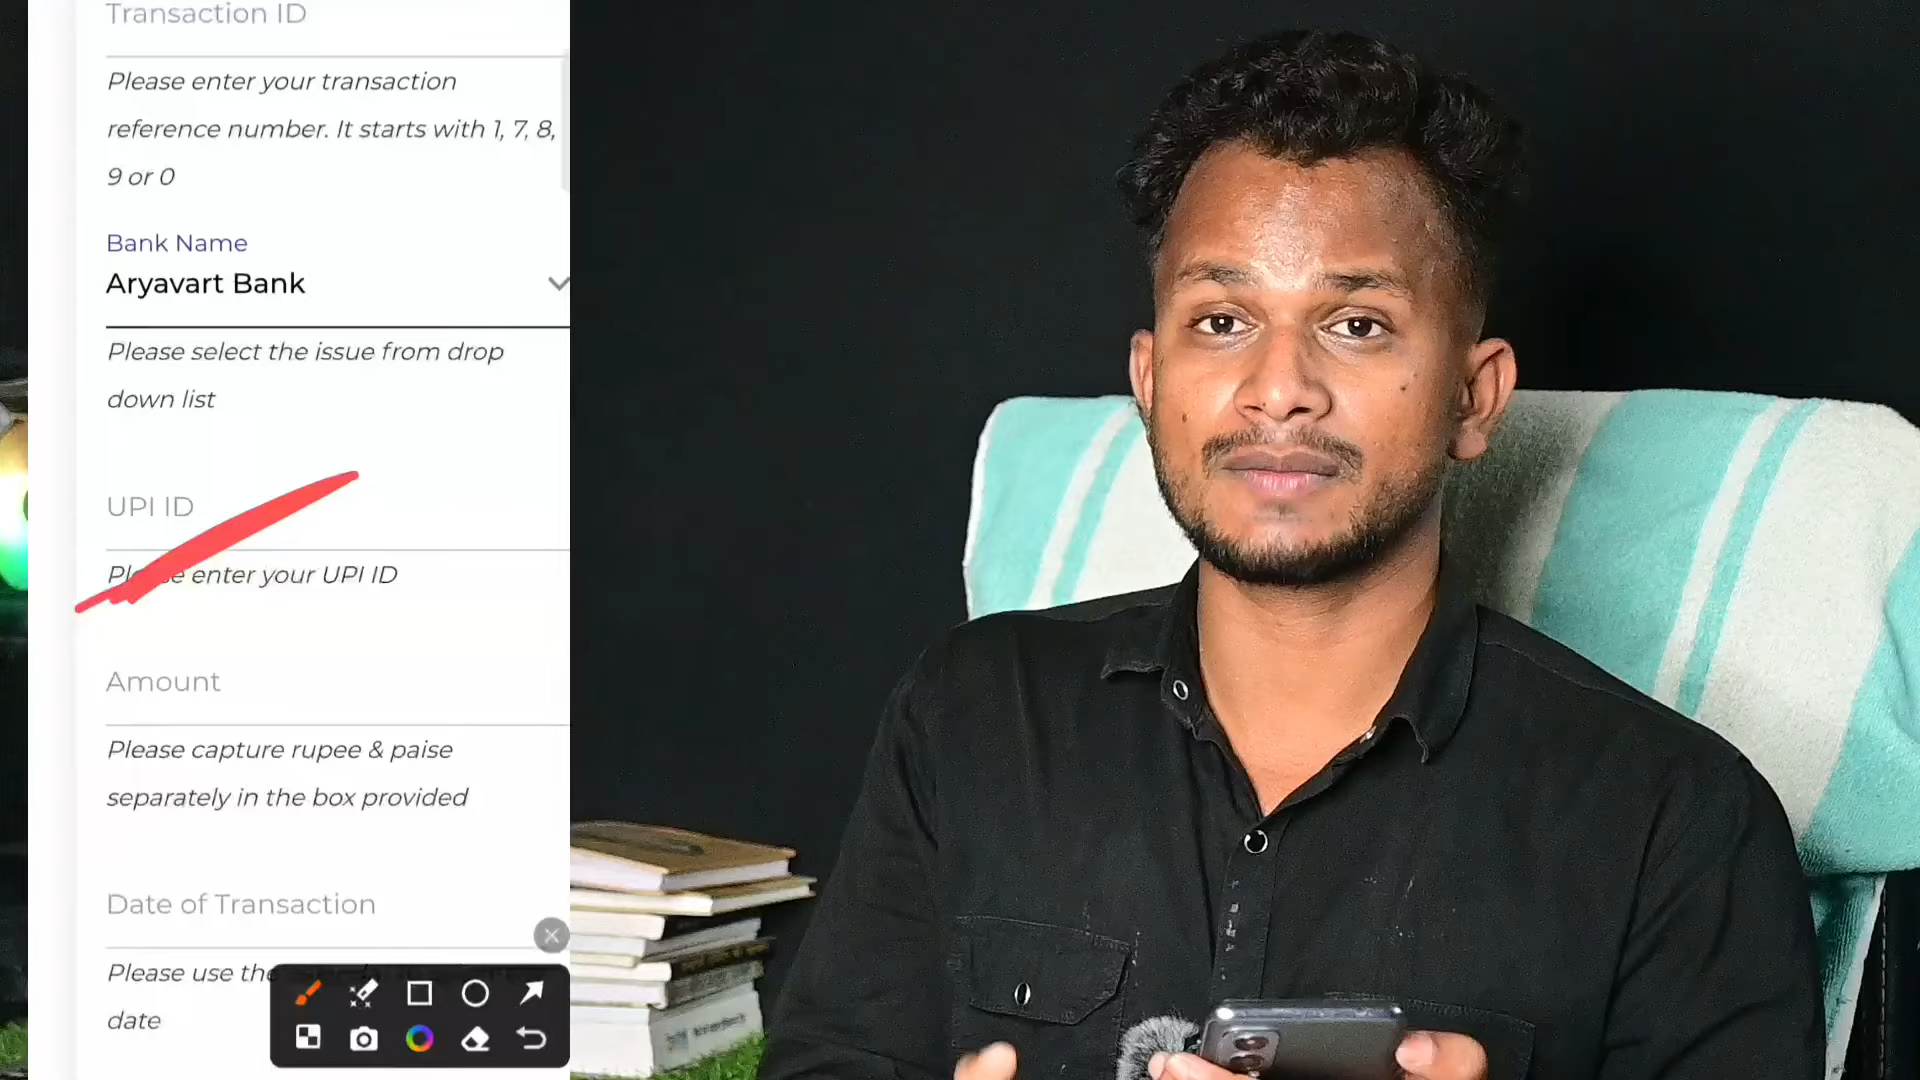 Transaction ID
Please enter your transaction
reference number. It starts with 1, 7, 8,
9 or 0
Bank Name
Aryavart Bank
Please select the issue from drop
down list
UPI ID
enter your UPI ID
Amount
Please capture rupee & paise
separately in the box provided
Date of Transaction
Please use the
date